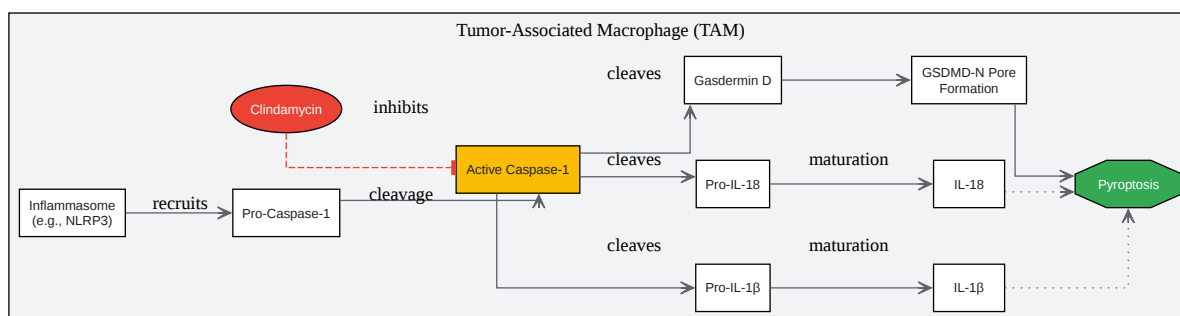 Tumor-Associated Macrophage (TAM)
cleaves
Gasdermin D
GSDMD-N Pore
Formation
Clindamycin
inhibits
Active Caspase-1
cleaves
Pro-IL-18
maturation
IL-18
Pyroptosis
Inflammasome
(e.g., NLRP3)
recruits
Pro-Caspase-1
cleavage
cleaves
Pro-IL-1β
maturation
IL-1β